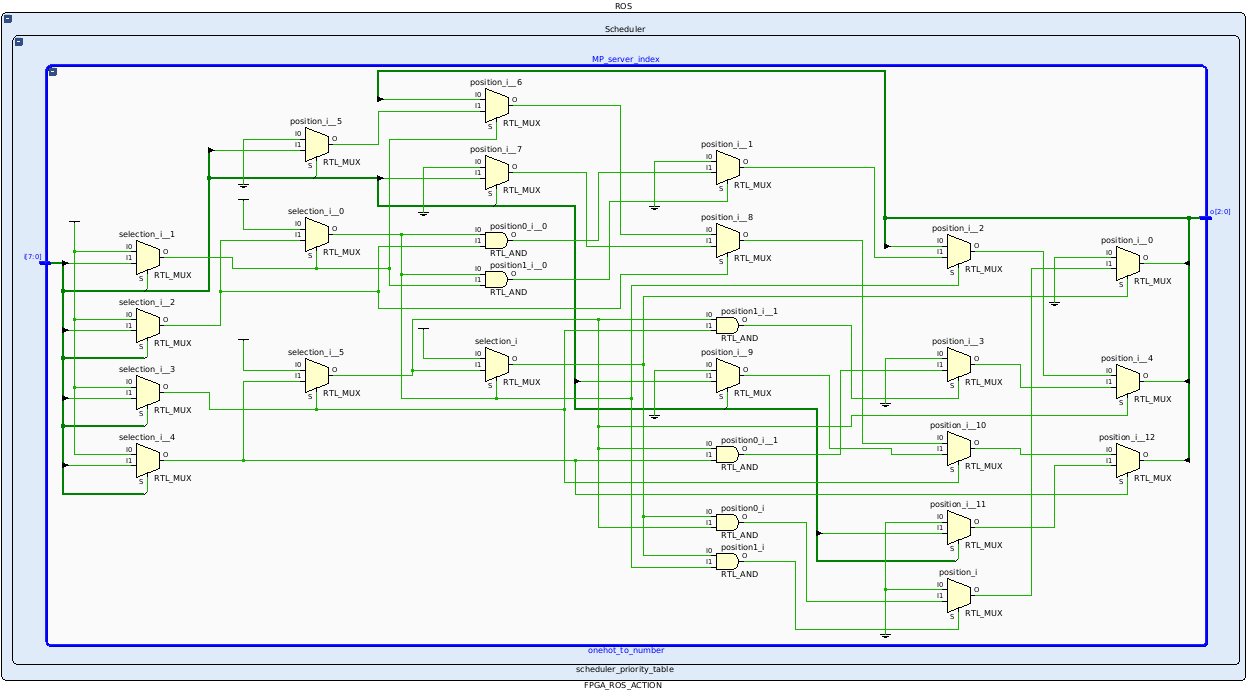 ROS
Scheduler
MP_server_index
position_i__6
I0
I1
O
S
RTL_MUX
position_i__5
I0
I1
O
S
RTL_MUX
position_i__7
I0
I1
O
S
RTL_MUX
position_i__1
I0
I1
O
S
RTL_MUX
selection_i__0
I0
I1
O
S
RTL_MUX
position_i__8
I0
I1
O
S
RTL_MUX
o[2:0]
position0_i__0
I0
I1
O
RTL_AND
position_i__2
I0
I1
O
S
RTL_MUX
selection_i__1
I0
I1
O
S
RTL_MUX
position_i__0
I0
I1
O
S
RTL_MUX
i[7:0]
position1_i__0
I0
I1
O
RTL_AND
selection_i__2
I0
I1
O
S
RTL_MUX
position1_i__1
I0
I1
O
RTL_AND
selection_i__5
I0
I1
O
S
RTL_MUX
selection_i
I0
I1
O
S
RTL_MUX
position_i__9
I0
I1
O
S
RTL_MUX
position_i__3
I0
I1
O
S
RTL_MUX
position_i__4
I0
I1
O
S
RTL_MUX
selection_i__3
I0
I1
O
S
RTL_MUX
position_i__10
I0
I1
O
S
RTL_MUX
selection_i__4
I0
I1
O
S
RTL_MUX
position0_i__1
I0
I1
O
RTL_AND
position_i__12
I0
I1
O
S
RTL_MUX
position0_i
I0
I1
O
RTL_AND
position_i__11
I0
I1
O
S
RTL_MUX
position1_i
I0
I1
O
RTL_AND
position_i
I0
I1
O
S
RTL_MUX
onehot_to_number
scheduler_priority_table
FPGA_ROS_ACTION